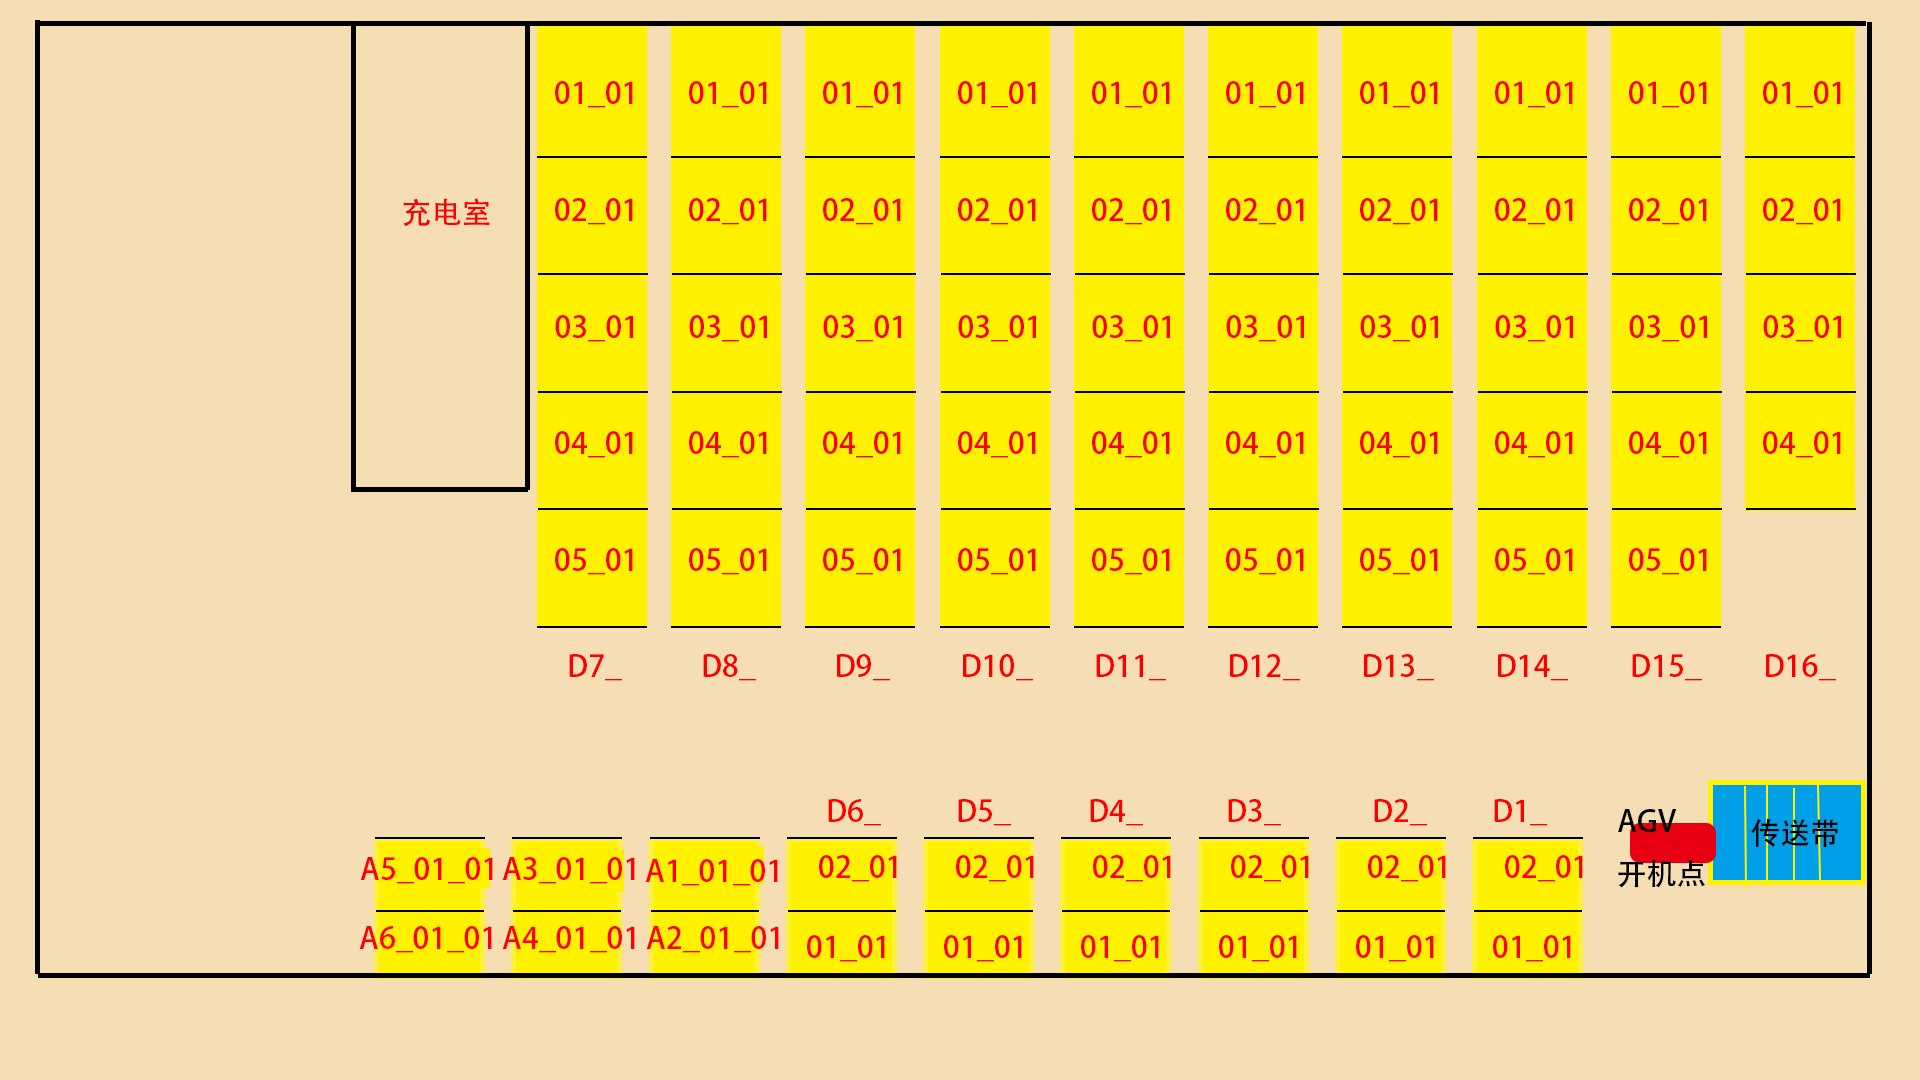 01_01 01_01 01_01 01_01 01_01 01_01 01_01 01_01 01_01 01_01
充电室 02_01 02_01 02_01 02_01 02_01 02_01 02_01 02_01 02_01 02_01
03_01 03_01 03_01 03_01 03_01 03_01 03_01 03_01 03_01 03_01
04_01 04_01 04_01 04_01 04_01 04_01 04_01 04_01 04_01 04_01
05_01 05_01 05_01 05_01 05_01 05_01 05_01 05_01 05_01
D7_ D8_ D9_ D10_ D11_ D12_ D13_ D14_ D15_ D16_
D6_ D5_ D4_ D3_ D2_ D1_ AGV
传送带
A5_01_01 A3_01_01 A1_01_01 02_01 02_01 02_01 02_01 02_01 02_01 开机点
A6_01_01 A4_01_01 A2_01_01 01_01 01_01 01_01 01_01 01_01 01_01